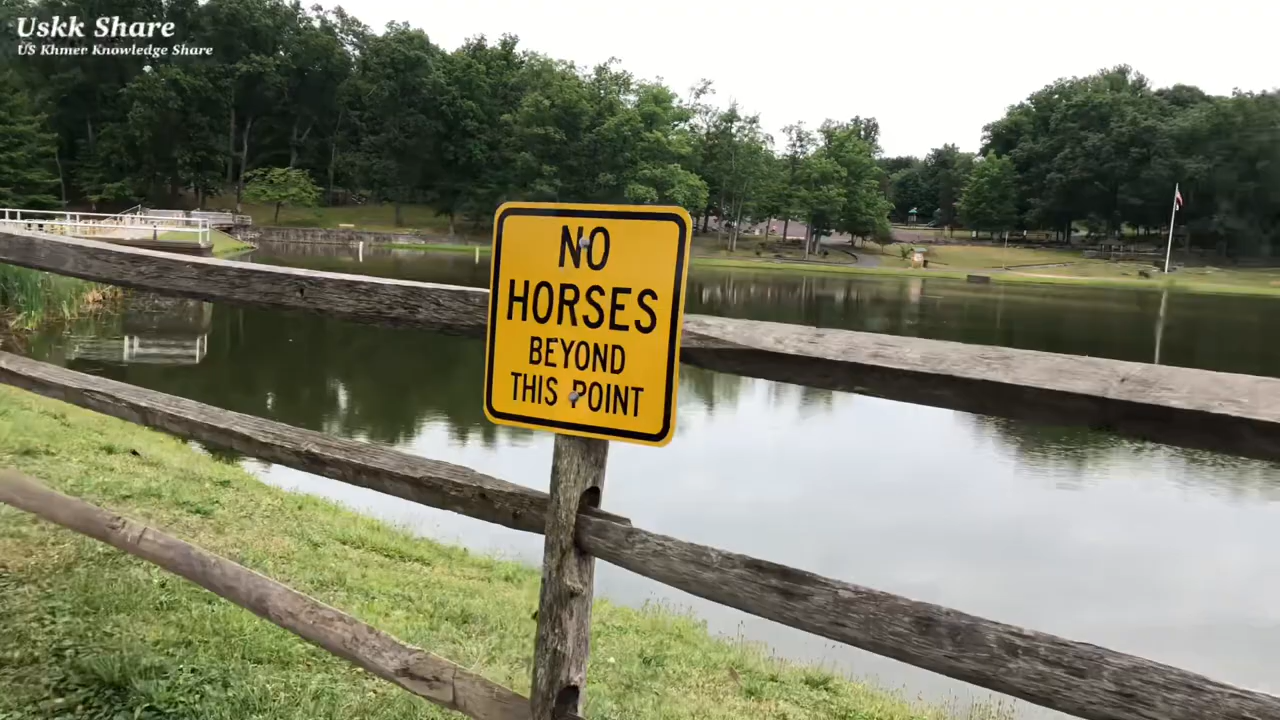 Uskk Share
US Khmer Knowledge Share
NO
HORSES
BEYOND
THIS POINT